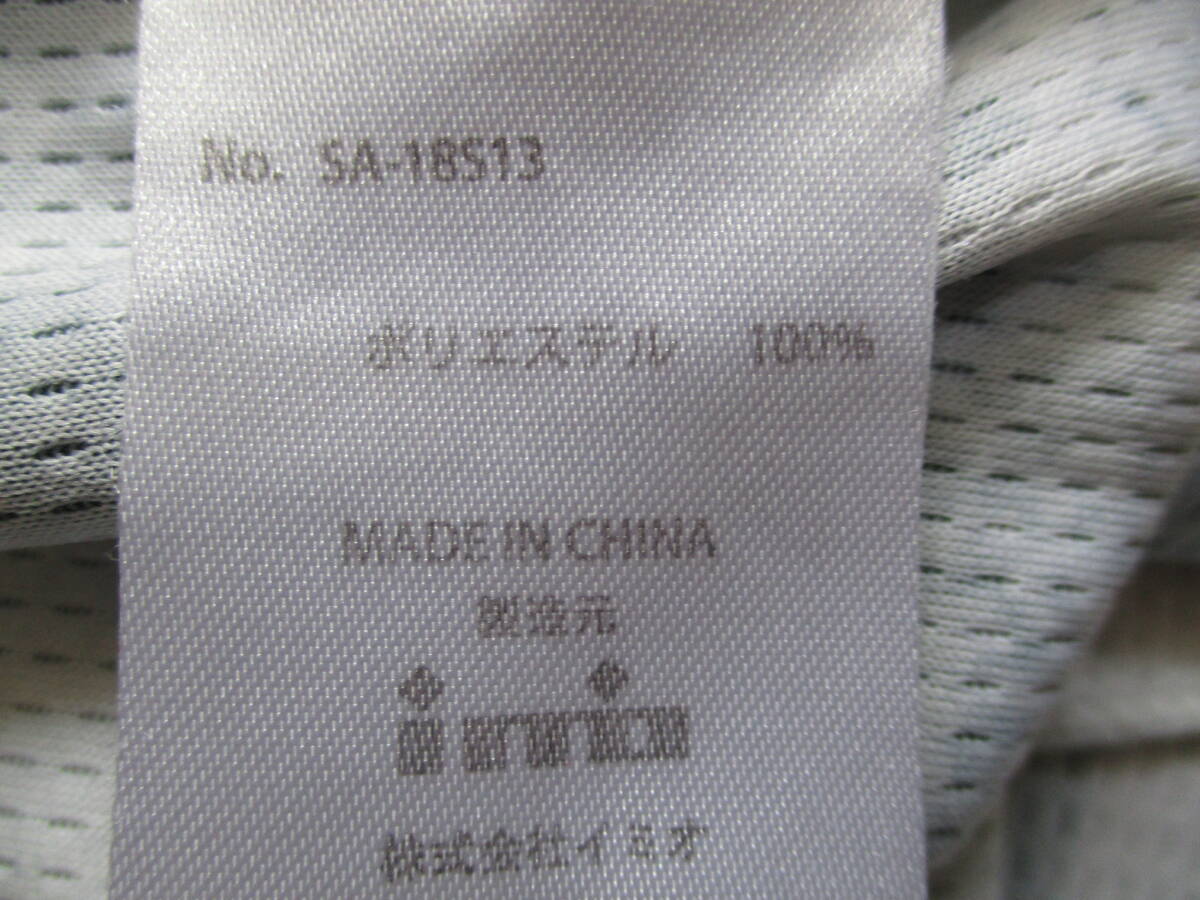 No. SA-18S13
ポリエステル 100%
MADE IN CHINA
製造元
imio
株式会社イミオ